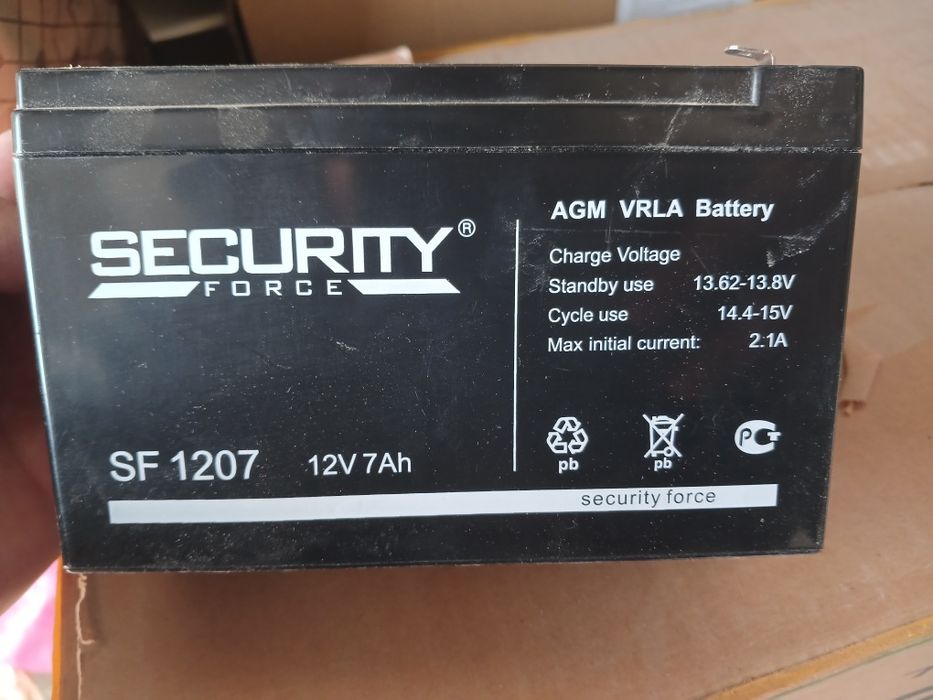 SECURITY®
FORCE
SF 1207 12V 7Ah
AGM VRLA Battery
Charge Voltage
Standby use 13.62-13.8V
Cycle use 14.4-15V
Max initial current: 2.1A
pb pb
security force